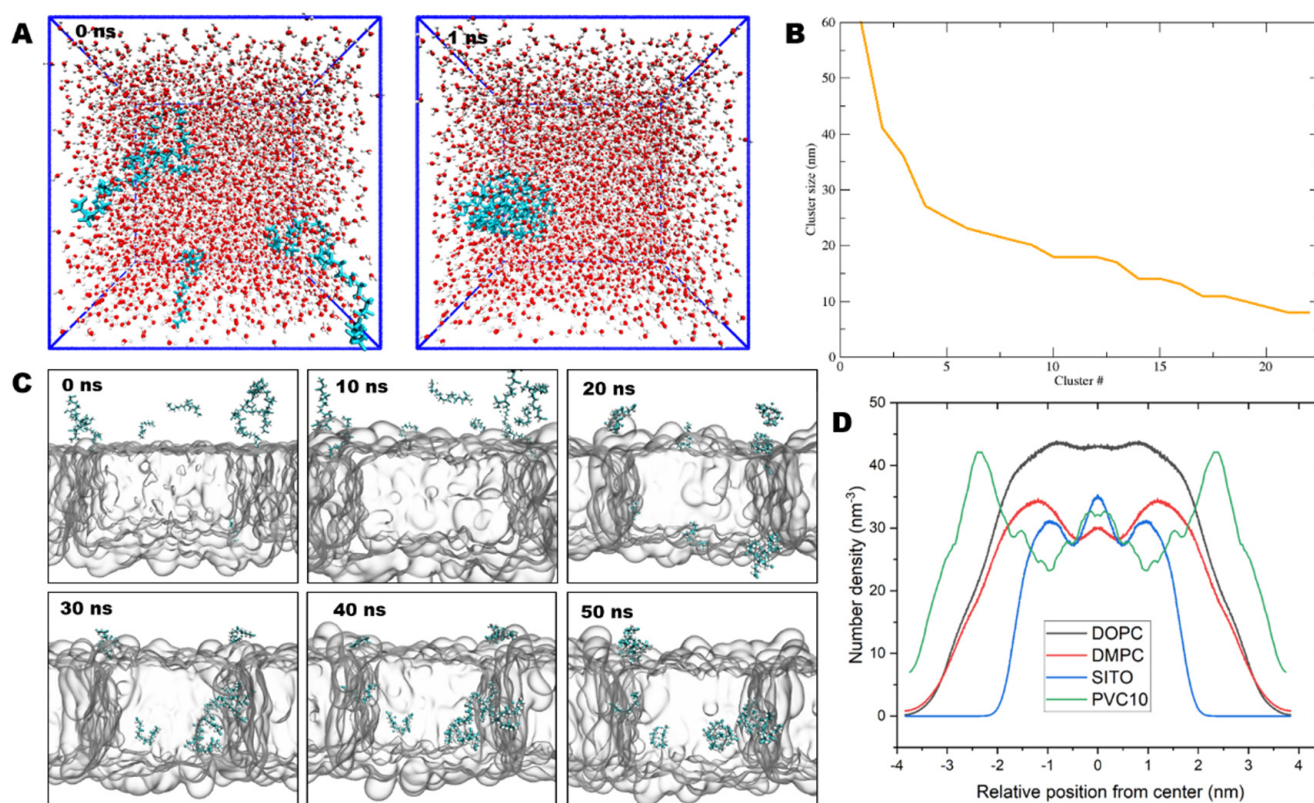 A
0 ns
1 ns
B
60
50
40
30
20
10
0
Cluster size (nm)
0
5
10
15
20
Cluster #
C
0 ns
10 ns
20 ns
30 ns
40 ns
50 ns
D
50
40
30
20
10
0
Number density (nm-3)
DOPC
DMPC
SITO
PVC10
-4
-3
-2
-1
0
1
2
3
4
Relative position from center (nm)